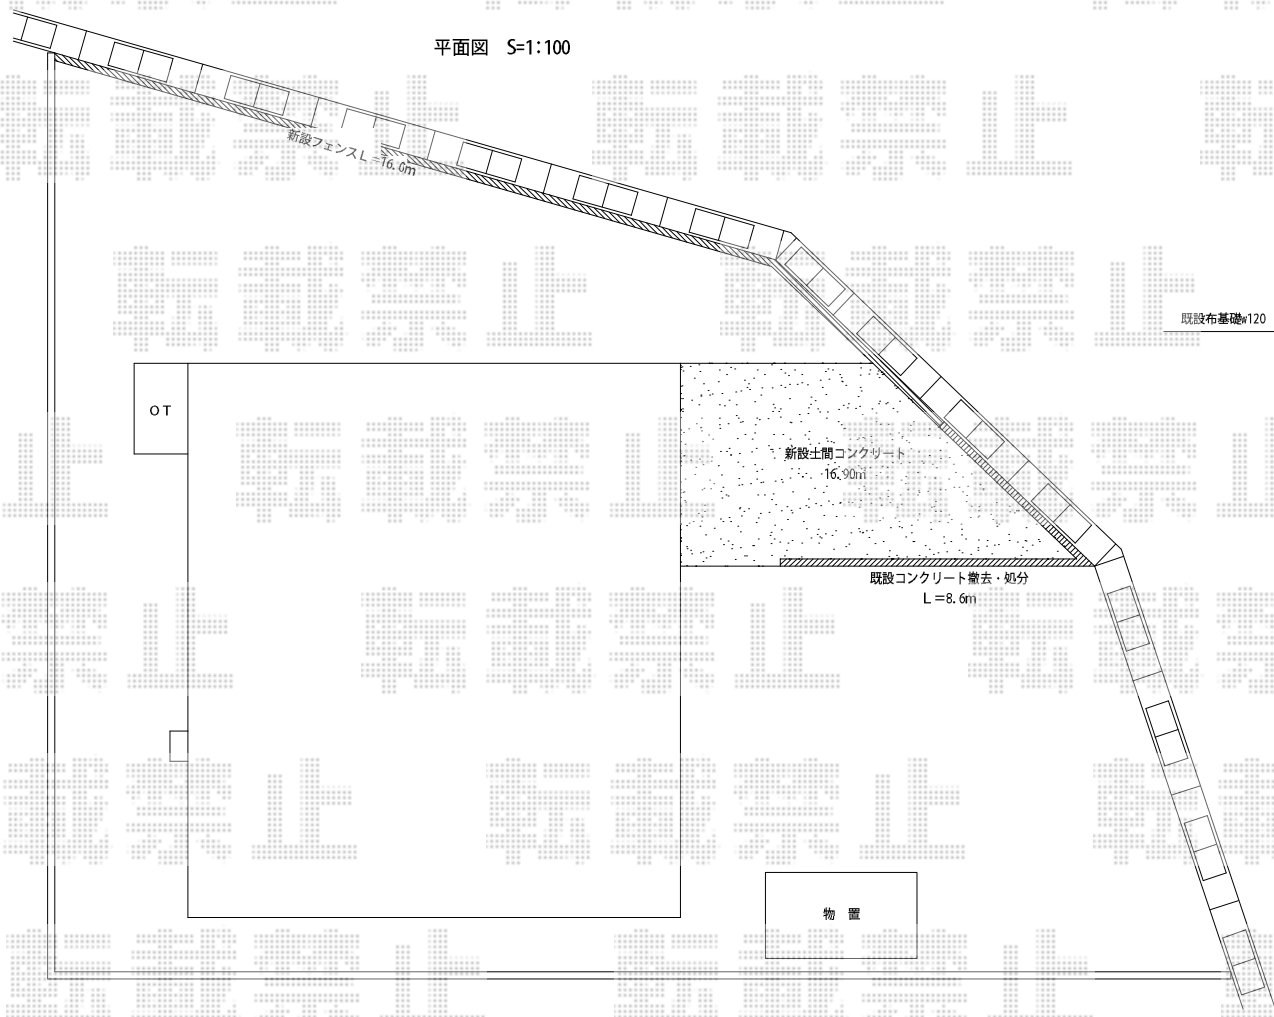 平面図 S=1:100
新設フェンスL=16.0m
既設布基礎w120
OT
新設土間コンクリート
16.90㎡
既設コンクリート撤去・処分
L=8.6m
物 置
転載禁止